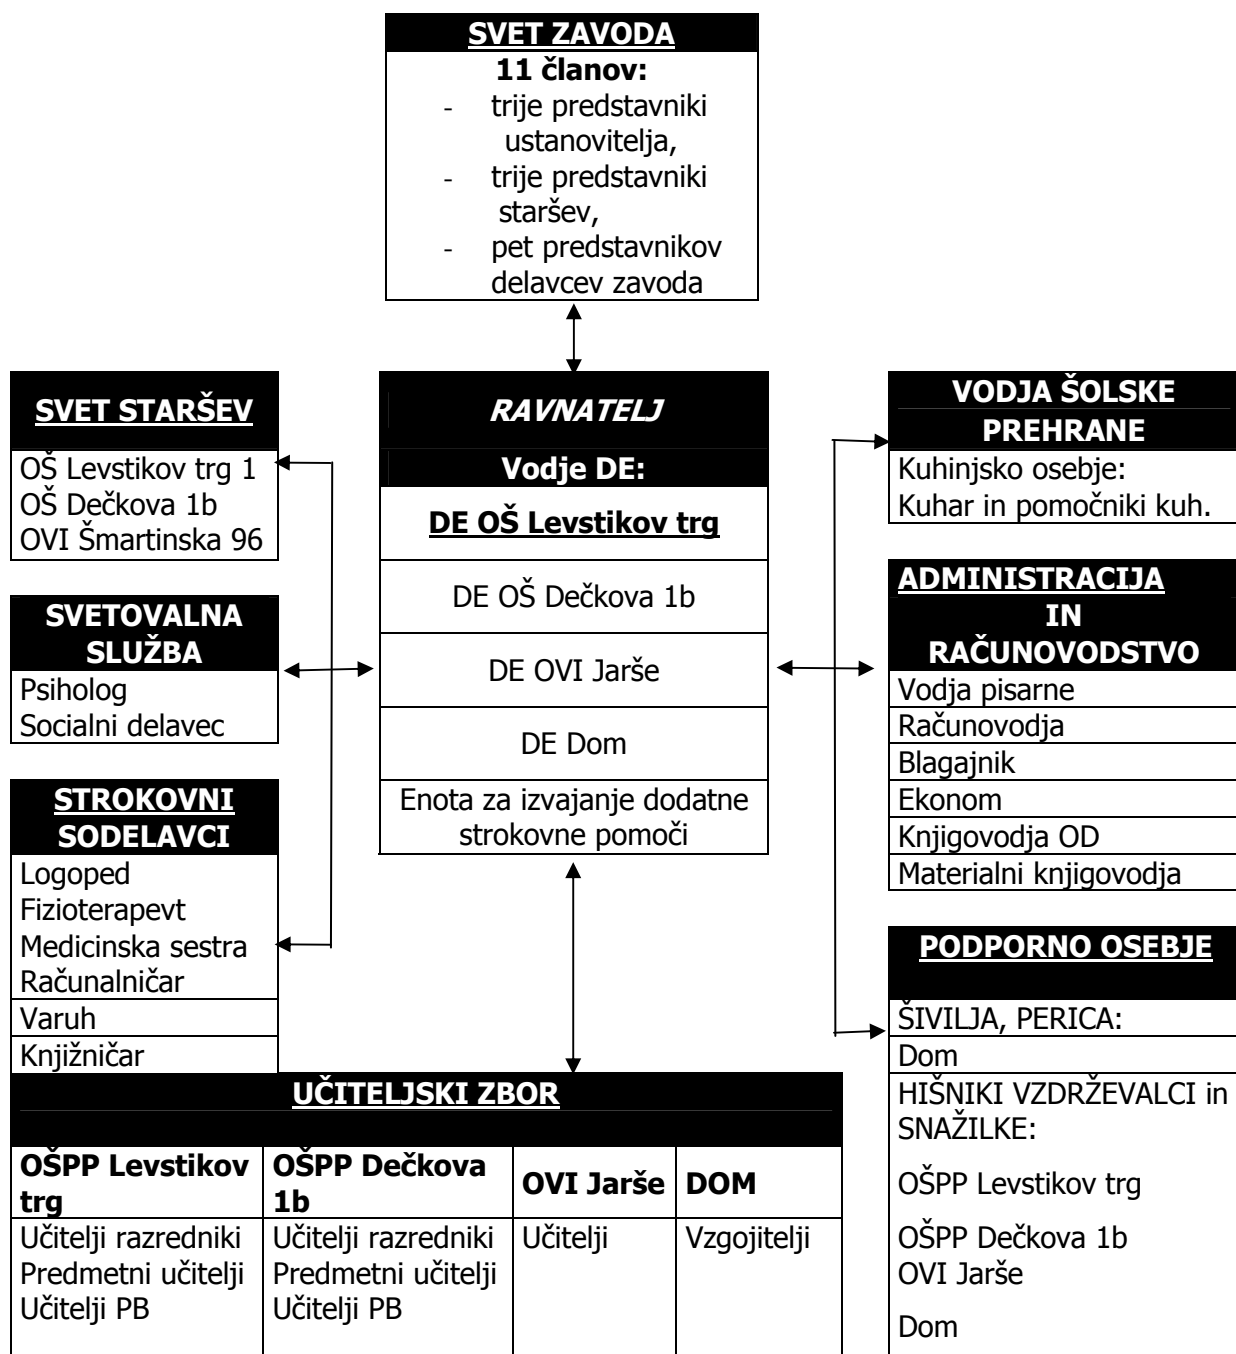 SVET ZAVODA
11 članov:
- trije predstavniki
ustanovitelja,
- trije predstavniki
staršev,
- pet predstavnikov
delavcev zavoda
SVET STARŠEV
OŠ Levstikov trg 1
OŠ Dečkova 1b
OVI Šmartinska 96
SVETOVALNA
SLUŽBA
Psiholog
Socialni delavec
STROKOVNI
SODELAVCI
Logoped
Fizioterapevt
Medicinska sestra
Računalničar
Varuh
Knjižničar
RAVNATELJ
Vodje DE:
DE OŠ Levstikov trg
DE OŠ Dečkova 1b
DE OVI Jarše
DE Dom
Enota za izvajanje dodatne
strokovne pomoči
VODJA ŠOLSKE
PREHRANE
Kuhinjsko osebje:
Kuhar in pomočniki kuh.
ADMINISTRACIJA
IN
RAČUNOVODSTVO
Vodja pisarne
Računovodja
Blagajnik
Ekonom
Knjigovodja OD
Materialni knjigovodja
PODPORNO OSEBJE
ŠIVILJA, PERICA:
Dom
HIŠNIKI VZDRŽEVALCI in
SNAŽILKE:
OŠPP Levstikov trg
OŠPP Dečkova 1b
OVI Jarše
Dom
UČITELJSKI ZBOR
OŠPP Levstikov
trg
Učitelji razredniki
Predmetni učitelji
Učitelji PB
OŠPP Dečkova
1b
Učitelji razredniki
Predmetni učitelji
Učitelji PB
OVI Jarše
Učitelji
DOM
Vzgojitelji